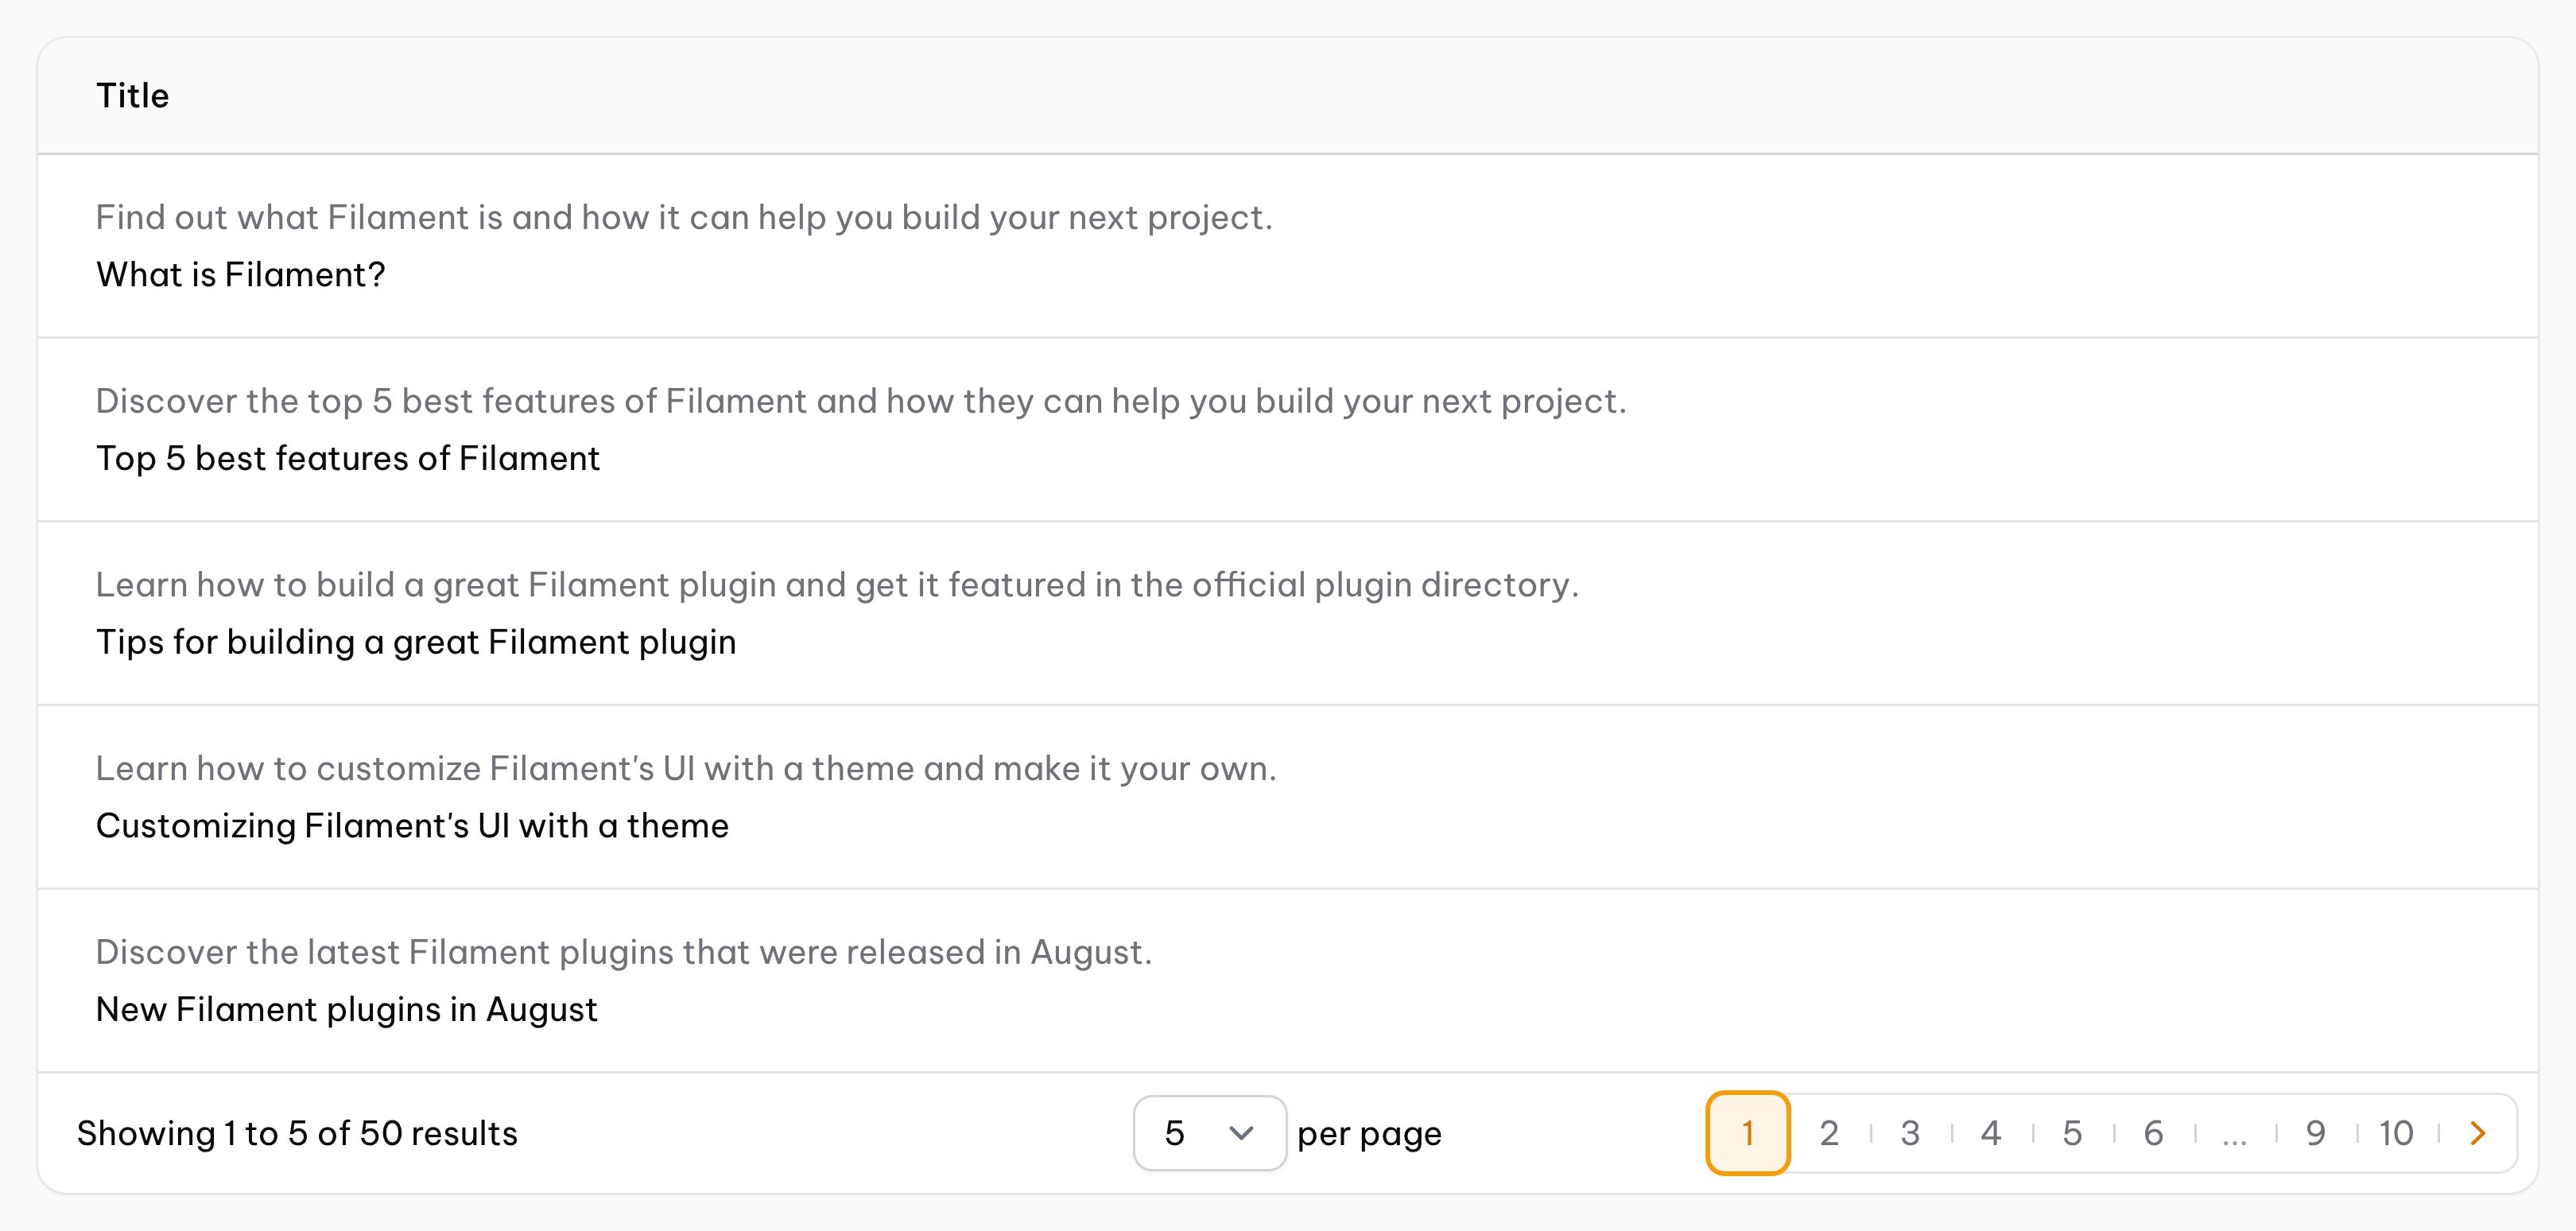 Title
Find out what Filament is and how it can help you build your next project.
What is Filament?
Discover the top 5 best features of Filament and how they can help you build your next project.
Top 5 best features of Filament
Learn how to build a great Filament plugin and get it featured in the official plugin directory.
Tips for building a great Filament plugin
Learn how to customize Filament's UI with a theme and make it your own.
Customizing Filament's UI with a theme
Discover the latest Filament plugins that were released in August.
New Filament plugins in August
Showing 1 to 5 of 50 results 5 per page 1 2 3 4 5 6 ... 9 10